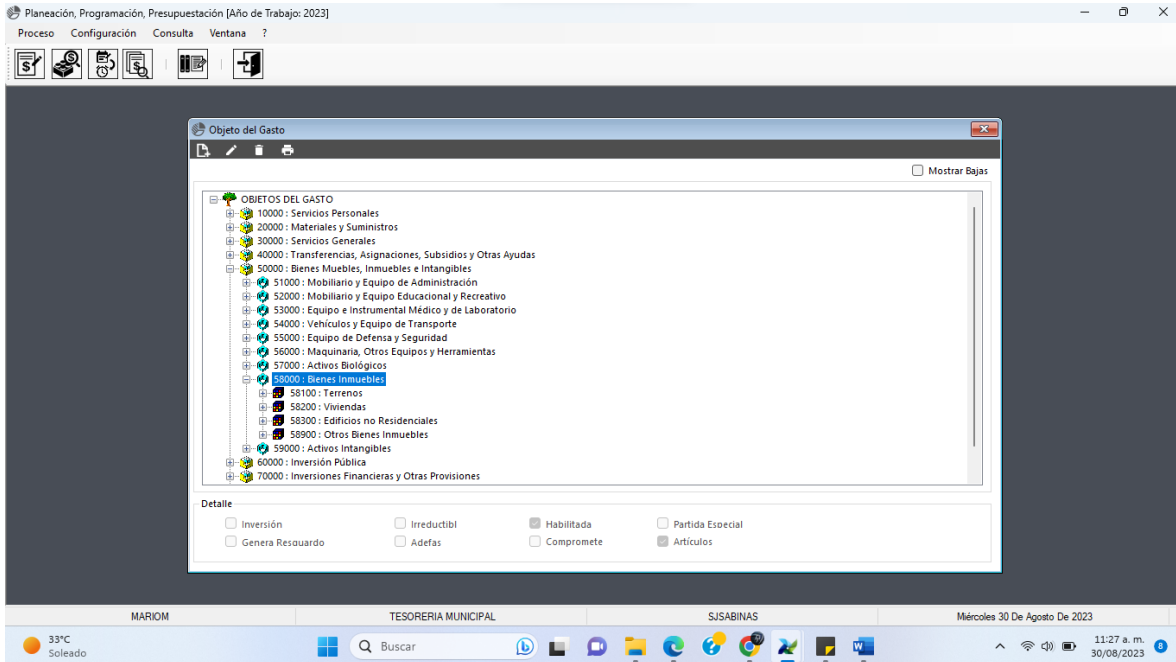 Planeación, Programación, Presupuestación [Año de Trabajo: 2023]
Proceso Configuración Consulta Ventana ?
Objeto del Gasto
Mostrar Bajas
OBJETOS DEL GASTO
10000 : Servicios Personales
20000 : Materiales y Suministros
30000 : Servicios Generales
40000 : Transferencias, Asignaciones, Subsidios y Otras Ayudas
50000 : Bienes Muebles, Inmuebles e Intangibles
51000 : Mobiliario y Equipo de Administración
52000 : Mobiliario y Equipo Educacional y Recreativo
53000 : Equipo e Instrumental Médico y de Laboratorio
54000 : Vehículos y Equipo de Transporte
55000 : Equipo de Defensa y Seguridad
56000 : Maquinaria, Otros Equipos y Herramientas
57000 : Activos Biológicos
58000 : Bienes Inmuebles
58100 : Terrenos
58200 : Viviendas
58300 : Edificios no Residenciales
58900 : Otros Bienes Inmuebles
59000 : Activos Intangibles
60000 : Inversión Pública
70000 : Inversiones Financieras y Otras Provisiones
Detalle
Inversión Irreductibl Habilitada Partida Especial
Genera Resguardo Adefas Compromete Artículos
MARIOM TESORERIA MUNICIPAL SJSABINAS Miércoles 30 De Agosto De 2023
33°C
Soleado
Buscar
11:27 a. m.
30/08/2023
8